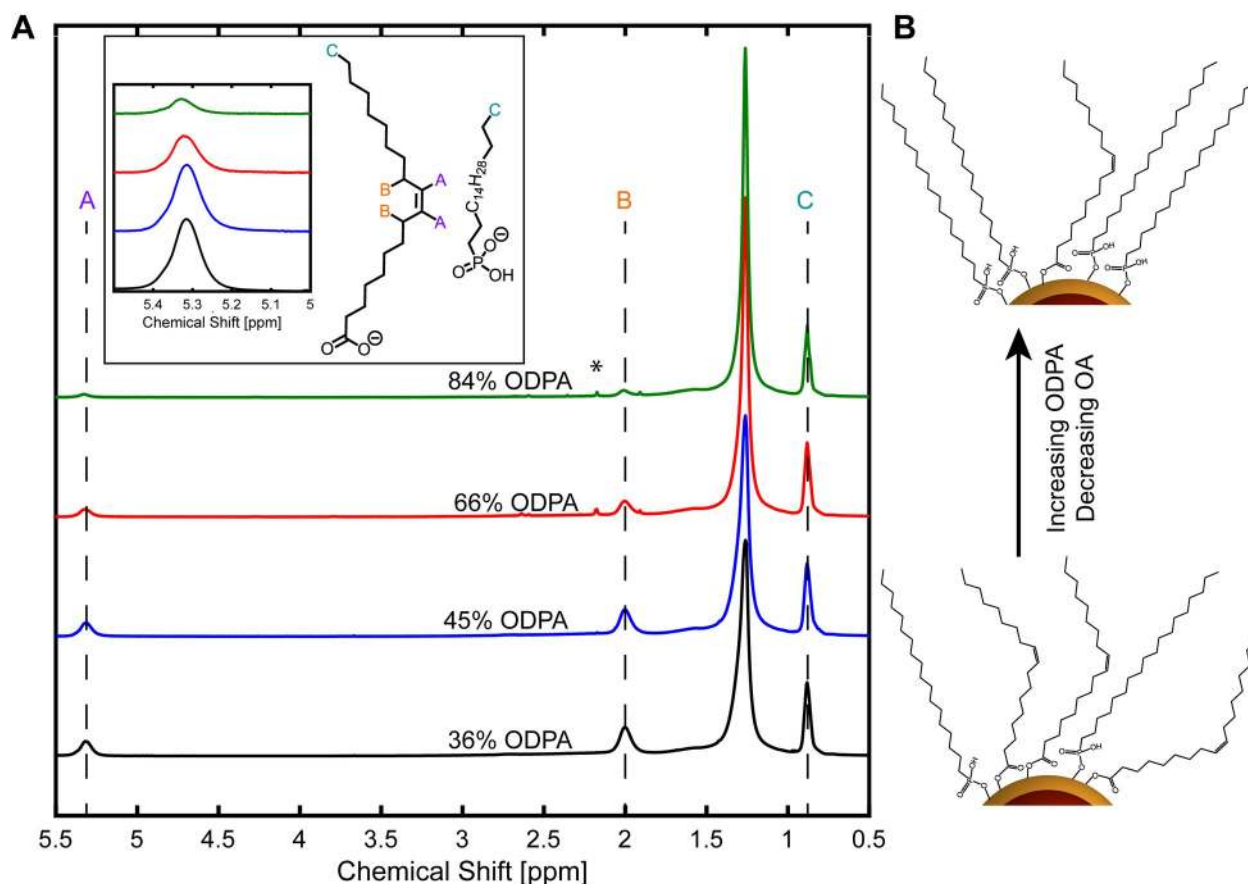 A
B
C
C
A
B
B
A
C14H28
O⊖
O=P
OH
O
O⊖
5.4 5.3 5.2 5.1 5
Chemical Shift [ppm]
A
B
C
84% ODPA
*
66% ODPA
45% ODPA
36% ODPA
5.5 5 4.5 4 3.5 3 2.5 2 1.5 1 0.5
Chemical Shift [ppm]
Increasing ODPA
Decreasing OA